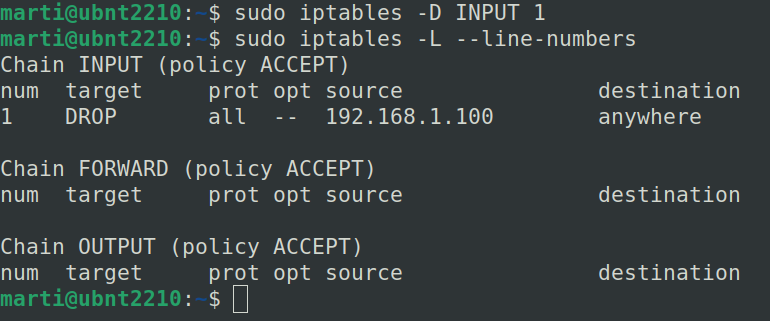 marti@ubnt2210:~$ sudo iptables -D INPUT 1
marti@ubnt2210:~$ sudo iptables -L --line-numbers
Chain INPUT (policy ACCEPT)
num  target     prot opt source               destination
1    DROP       all  --  192.168.1.100        anywhere

Chain FORWARD (policy ACCEPT)
num  target     prot opt source               destination

Chain OUTPUT (policy ACCEPT)
num  target     prot opt source               destination
marti@ubnt2210:~$